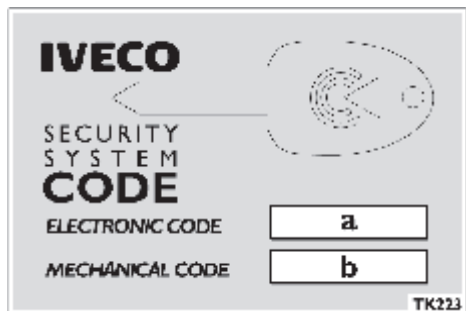 IVECO
SECURITY
SYSTEM
CODE
ELECTRONIC CODE a
MECHANICAL CODE b
TK223